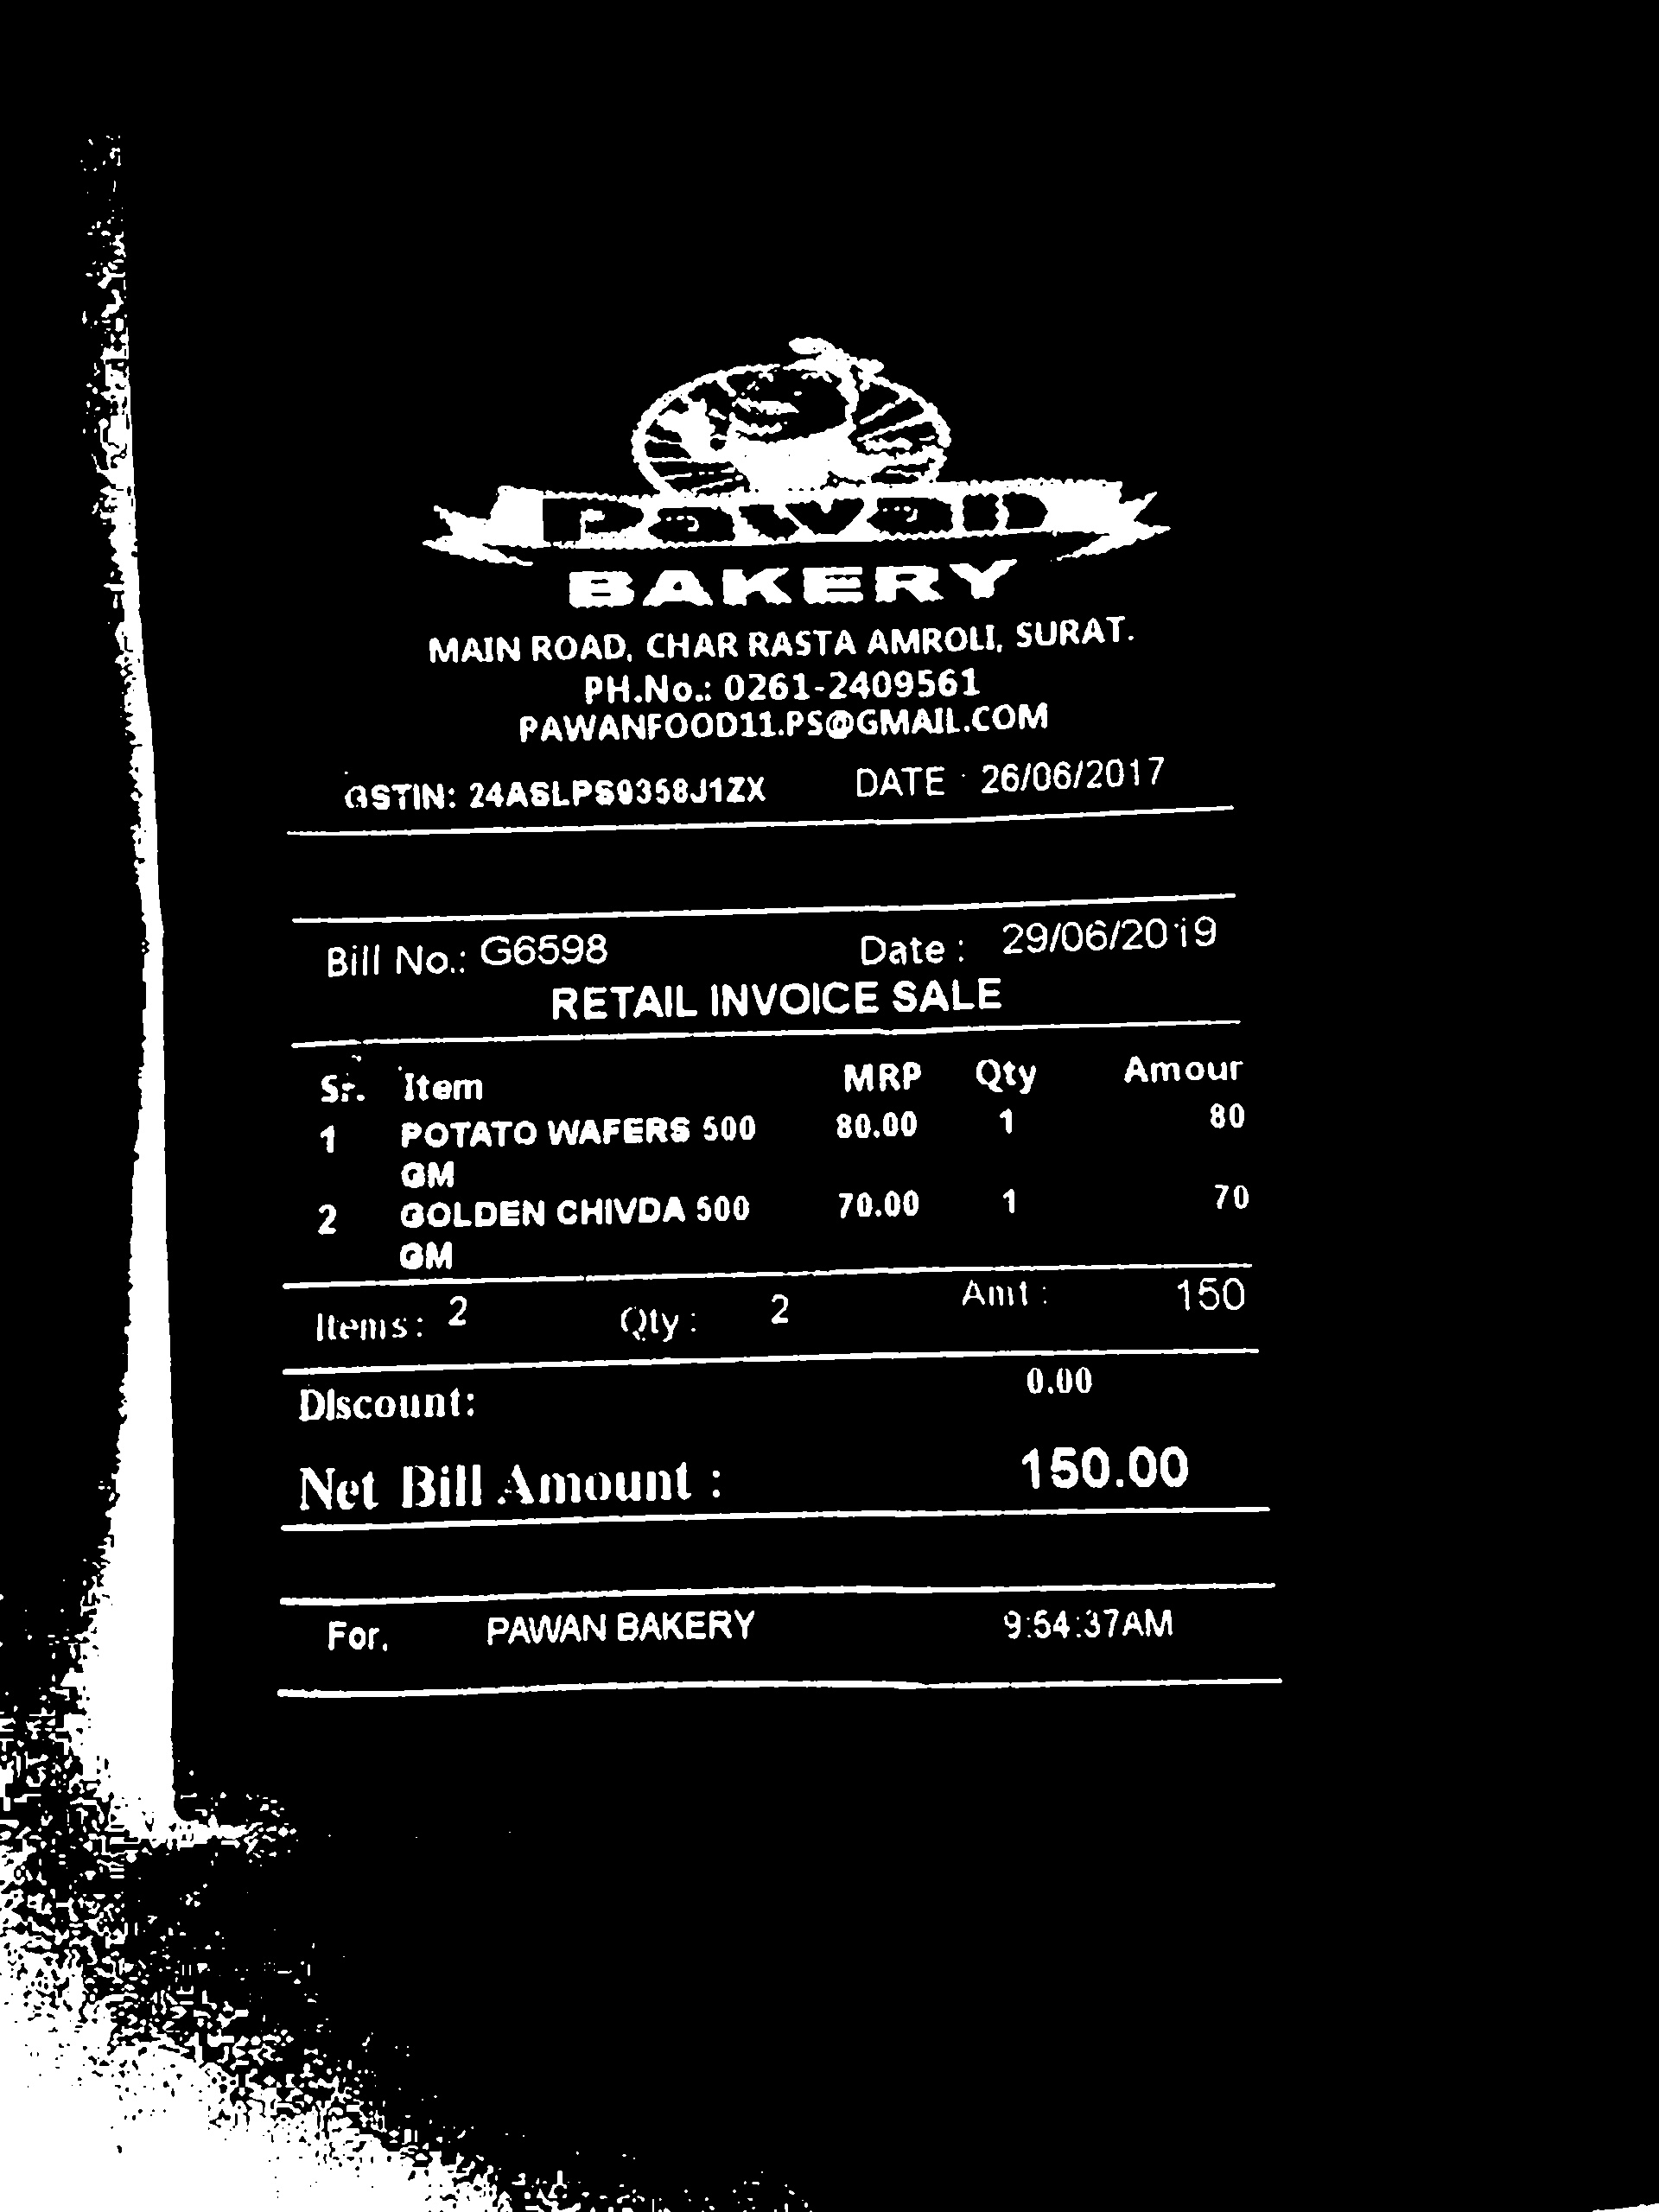 Pawan
BAKERY
MAIN ROAD, CHAR RASTA AMROLI, SURAT.
PH.No.: 0261-2409561
PAWANFOOD11.PS@GMAIL.COM
GSTIN: 24ASLPS9358J1ZX DATE : 26/06/2017
Bill No.: G6598 Date : 29/06/2019
RETAIL INVOICE SALE
Sr. Item MRP Qty Amour
1 POTATO WAFERS 500 80.00 1 80
GM
2 GOLDEN CHIVDA 500 70.00 1 70
GM
Items: 2 Qty : 2 Amt : 150
DIscount: 0.00
Net Bill Amount : 150.00
For, PAWAN BAKERY 9:54:37AM